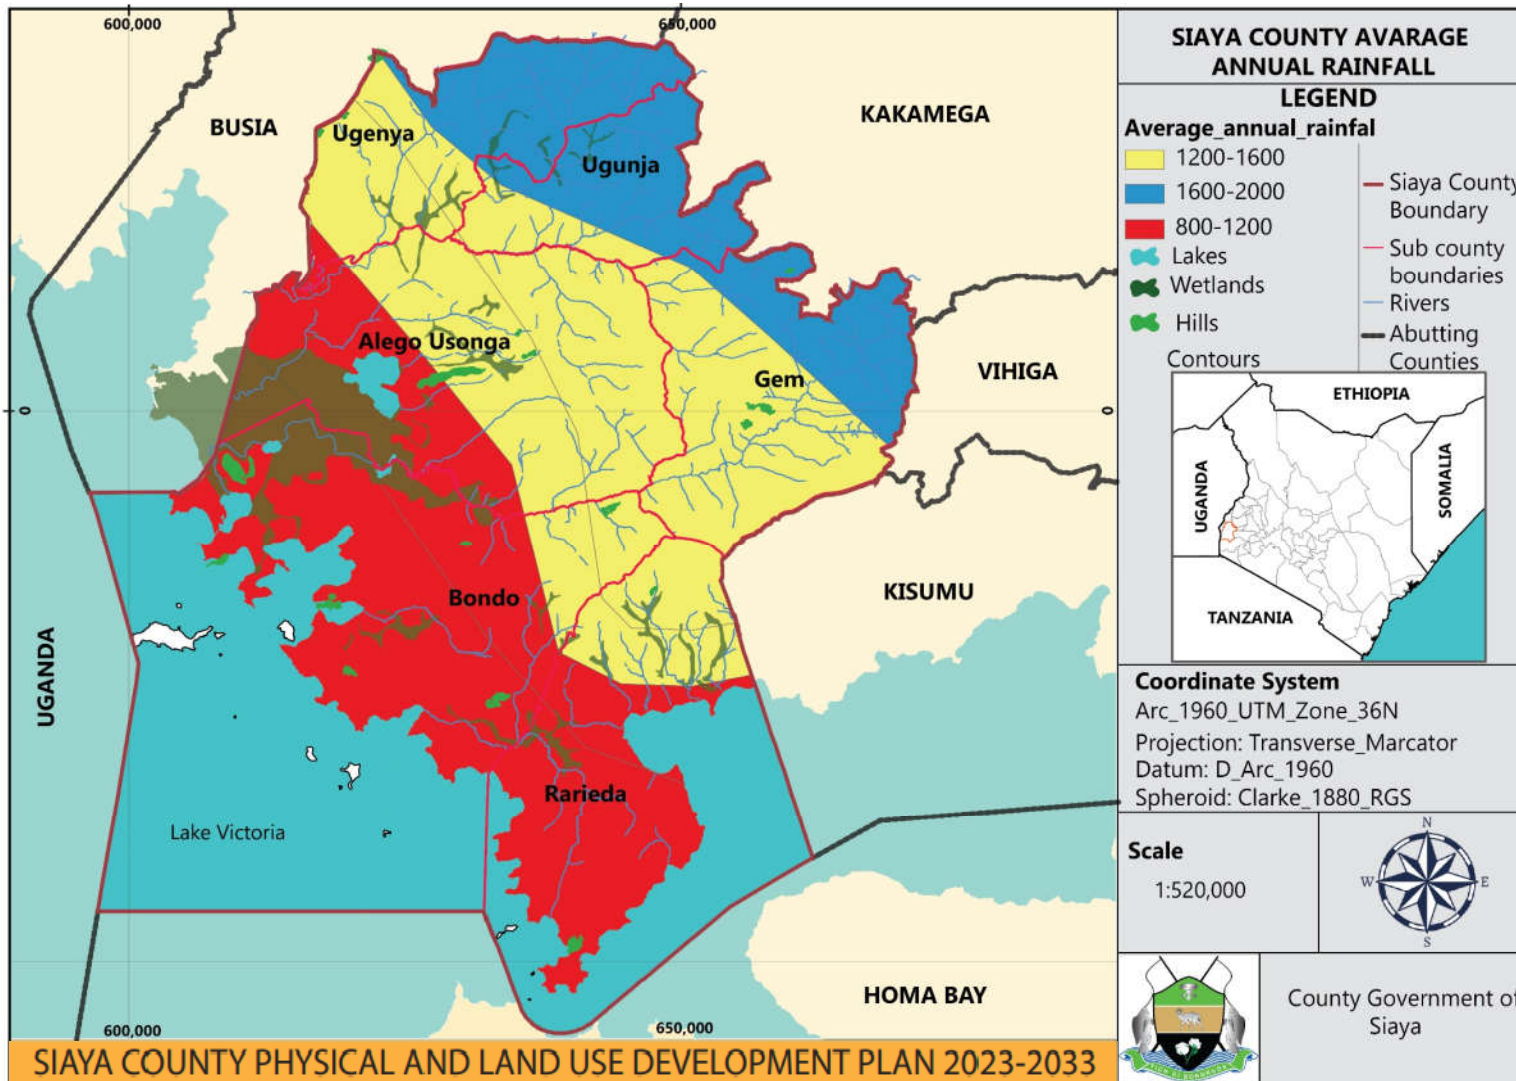 600,000
650,000
BUSIA
KAKAMEGA
Ugenya
Ugunja
Alego Usonga
Gem
VIHIGA
0
0
Bondo
KISUMU
UGANDA
Rarieda
Lake Victoria
HOMA BAY
600,000
650,000
SIAYA COUNTY PHYSICAL AND LAND USE DEVELOPMENT PLAN 2023-2033
SIAYA COUNTY AVARAGE
ANNUAL RAINFALL
LEGEND
Average_annual_rainfal
1200-1600
1600-2000
800-1200
Lakes
Wetlands
Hills
Contours
Siaya County
Boundary
Sub county
boundaries
Rivers
Abutting
Counties
ETHIOPIA
UGANDA
SOMALIA
TANZANIA
Coordinate System
Arc_1960_UTM_Zone_36N
Projection: Transverse_Marcator
Datum: D_Arc_1960
Spheroid: Clarke_1880_RGS
Scale
1:520,000
N
W
E
S
County Government of
Siaya